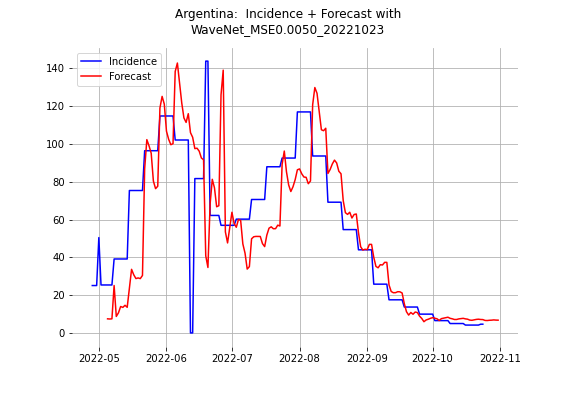 Argentina:  Incidence + Forecast with
WaveNet_MSE0.0050_20221023
Incidence
Forecast
140
120
100
80
60
40
20
0
2022-05 2022-06 2022-07 2022-08 2022-09 2022-10 2022-11